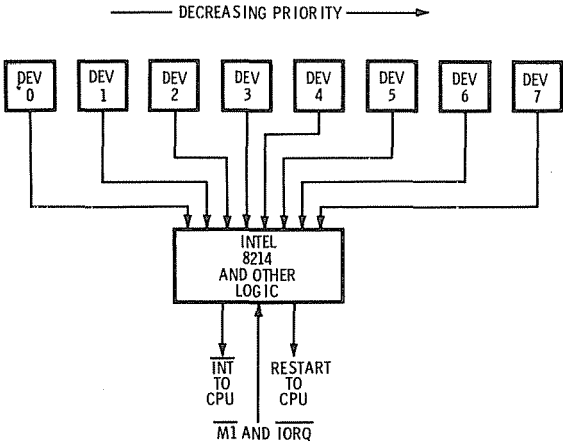 DECREASING PRIORITY
DEV 0
DEV 1
DEV 2
DEV 3
DEV 4
DEV 5
DEV 6
DEV 7
INTEL
8214
AND OTHER
LOGIC
INT
TO
CPU
RESTART
TO
CPU
M1 AND IORQ